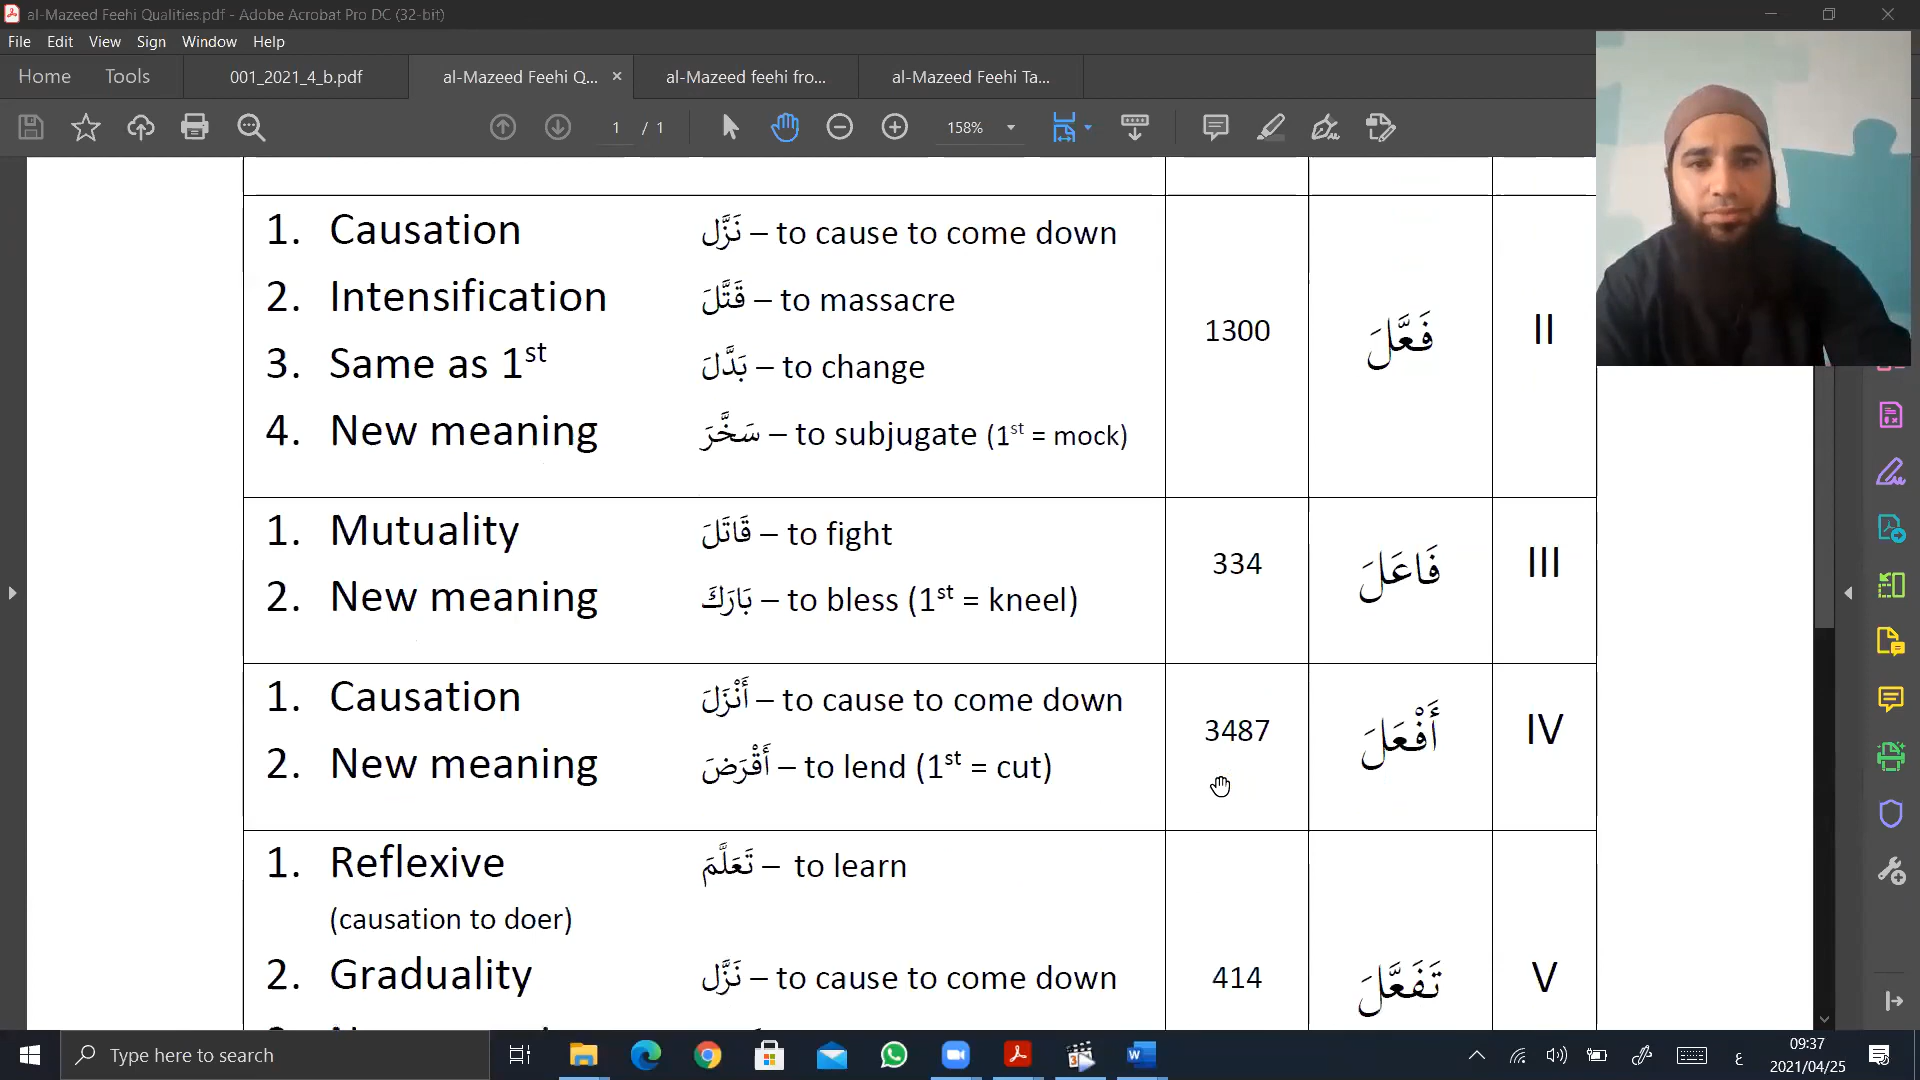 al-Mazeed Feehi Qualities.pdf - Adobe Acrobat Pro DC (32-bit)
File Edit View Sign Window Help
Home Tools 001_2021_4_b.pdf al-Mazeed Feehi Q... × al-Mazeed feehi fro... al-Mazeed Feehi Ta...
1 / 1 158%
1. Causation نَزَّل – to cause to come down
2. Intensification قَتَّلَ – to massacre
3. Same as 1st بَدَّلَ – to change
4. New meaning سَخَّرَ – to subjugate (1st = mock)
1300 فَعَّلَ II
1. Mutuality قَاتَلَ – to fight
2. New meaning بَارَكَ – to bless (1st = kneel)
334 فَاعَلَ III
1. Causation أَنْزَلَ – to cause to come down
2. New meaning أَقْرَضَ – to lend (1st = cut)
3487 أَفْعَلَ IV
1. Reflexive تَعَلَّمَ – to learn
(causation to doer)
2. Graduality نَزَّل – to cause to come down
414 تَفَعَّلَ V
Type here to search
ع
09:37
2021/04/25